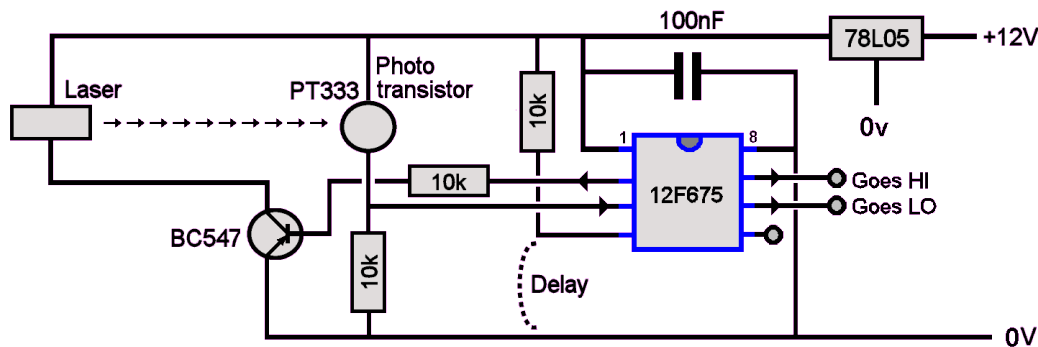 100nF
78L05
+12V
Laser
PT333
Photo
transistor
10k
0v
1
8
10k
12F675
Goes HI
Goes LO
BC547
10k
Delay
0V